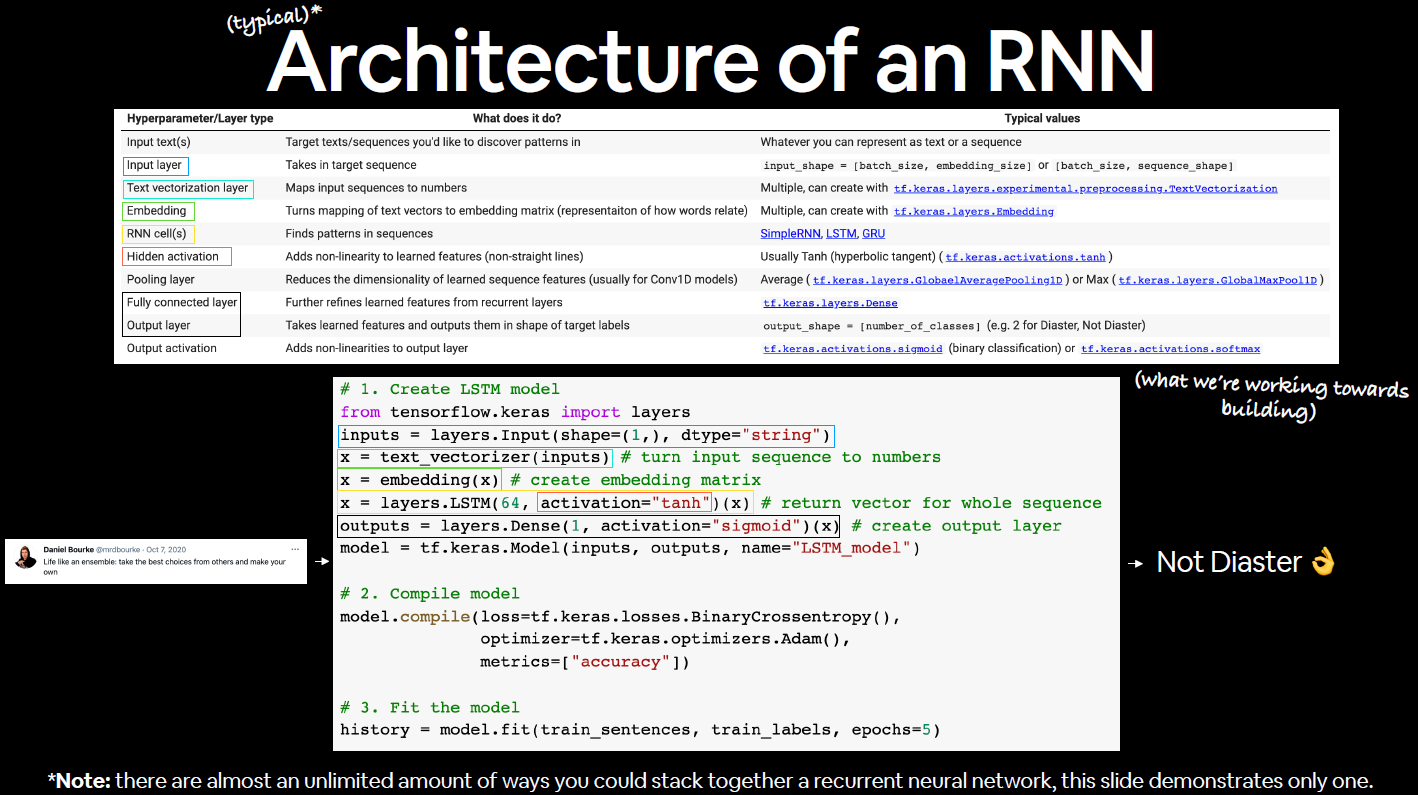 (typical)*
Architecture of an RNN
Hyperparameter/Layer type What does it do? Typical values
Input text(s) Target texts/sequences you'd like to discover patterns in Whatever you can represent as text or a sequence
Input layer Takes in target sequence input_shape = [batch_size, embedding_size] or [batch_size, sequence_shape]
Text vectorization layer Maps input sequences to numbers Multiple, can create with tf.keras.layers.experimental.preprocessing.TextVectorization
Embedding Turns mapping of text vectors to embedding matrix (representaiton of how words relate) Multiple, can create with tf.keras.layers.Embedding
RNN cell(s) Finds patterns in sequences SimpleRNN, LSTM, GRU
Hidden activation Adds non-linearity to learned features (non-straight lines) Usually Tanh (hyperbolic tangent) (tf.keras.activations.tanh)
Pooling layer Reduces the dimensionality of learned sequence features (usually for Conv1D models) Average (tf.keras.layers.GlobaelAveragePooling1D) or Max (tf.keras.layers.GlobalMaxPool1D)
Fully connected layer Further refines learned features from recurrent layers tf.keras.layers.Dense
Output layer Takes learned features and outputs them in shape of target labels output_shape = [number_of_classes] (e.g. 2 for Diaster, Not Diaster)
Output activation Adds non-linearities to output layer tf.keras.activations.sigmoid (binary classification) or tf.keras.activations.softmax
(what we're working towards
building)
# 1. Create LSTM model
from tensorflow.keras import layers
inputs = layers.Input(shape=(1,), dtype="string")
x = text_vectorizer(inputs) # turn input sequence to numbers
x = embedding(x) # create embedding matrix
x = layers.LSTM(64, activation="tanh")(x) # return vector for whole sequence
outputs = layers.Dense(1, activation="sigmoid")(x) # create output layer
model = tf.keras.Model(inputs, outputs, name="LSTM_model")
# 2. Compile model
model.compile(loss=tf.keras.losses.BinaryCrossentropy(),
optimizer=tf.keras.optimizers.Adam(),
metrics=["accuracy"])
# 3. Fit the model
history = model.fit(train_sentences, train_labels, epochs=5)
Daniel Bourke @mrdbourke · Oct 7, 2020 ...
Life like an ensemble: take the best choices from others and make your
own
Not Diaster 👌
*Note: there are almost an unlimited amount of ways you could stack together a recurrent neural network, this slide demonstrates only one.